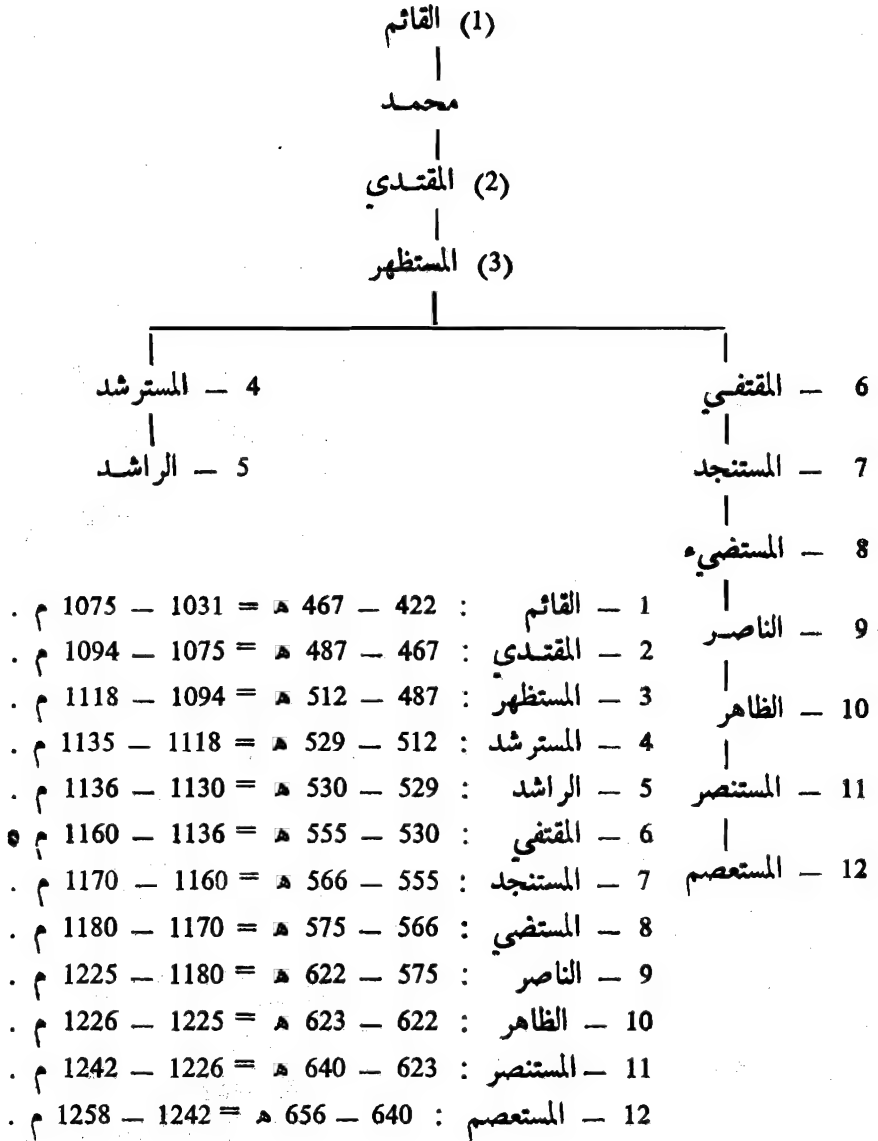 (1) القائم
محمد
(2) المقتدي
(3) المستظهر
6 — المقتفي
4 — المسترشد
7 — المستنجد
5 — الراشد
8 — المستضيء
9 — الناصر
10 — الظاهر
11 — المستنصر
12 — المستعصم
1 — القائم : 422 — 467 هـ = 1031 — 1075 م .
2 — المقتدي : 467 — 487 هـ = 1075 — 1094 م .
3 — المستظهر : 487 — 512 هـ = 1094 — 1118 م .
4 — المسترشد : 512 — 529 هـ = 1118 — 1135 م .
5 — الراشد : 529 — 530 هـ = 1130 — 1136 م .
6 — المقتفي : 530 — 555 هـ = 1136 — 1160 م .
7 — المستنجد : 555 — 566 هـ = 1160 — 1170 م .
8 — المستضي : 566 — 575 هـ = 1170 — 1180 م .
9 — الناصر : 575 — 622 هـ = 1180 — 1225 م .
10 — الظاهر : 622 — 623 هـ = 1225 — 1226 م .
11 — المستنصر : 623 — 640 هـ = 1226 — 1242 م .
12 — المستعصم : 640 — 656 هـ = 1242 — 1258 م .